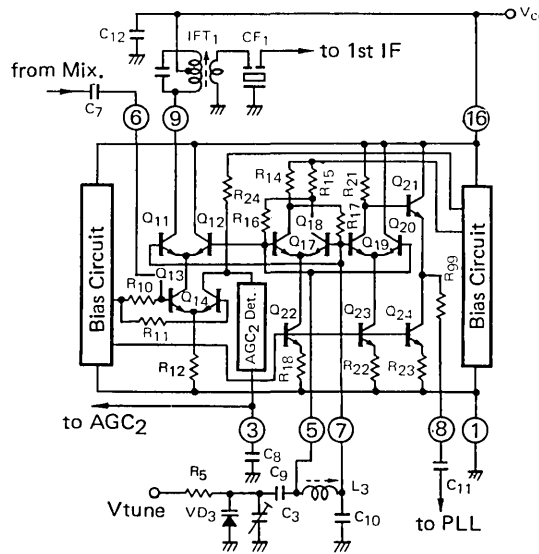 C12
IFT1
CF1
to 1st IF
from Mix.
C7
6
9
16
R14
R15
R21
Q21
R24
R16
R17
Q11
Q12
Q18
Q17
Q19
Q20
R99
Bias Circuit
Q13
R10
Q14
R11
AGC2 Det.
Q22
Q23
Q24
R12
R18
R22
R23
Bias Circuit
to AGC2
3
5
7
8
1
C8
C9
L3
C11
R5
Vtune
VD3
C3
C10
to PLL